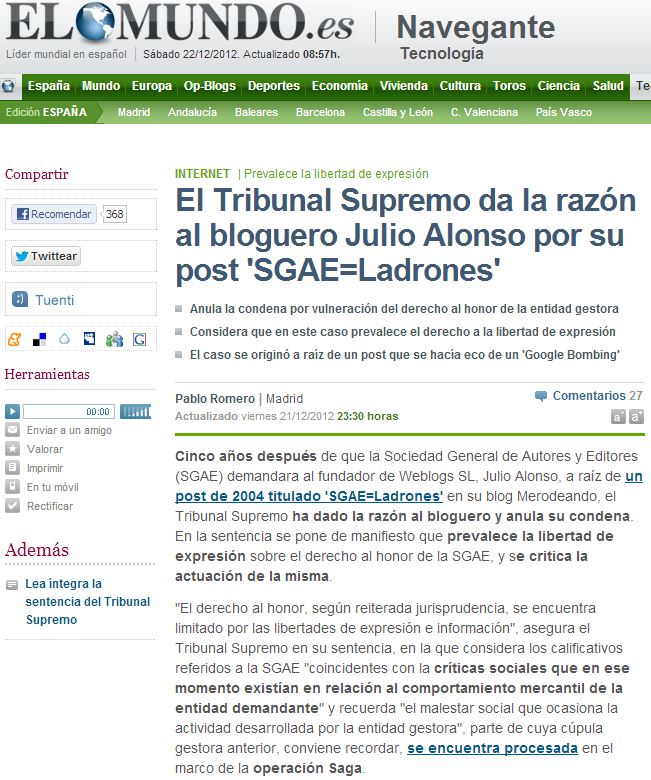 EL MUNDO.es
Navegante
Tecnología
Líder mundial en español | Sábado 22/12/2012. Actualizado 08:57h.
España Mundo Europa Op-Blogs Deportes Economía Vivienda Cultura Toros Ciencia Salud Te
Edición ESPAÑA Madrid Andalucía Baleares Barcelona Castilla y León C. Valenciana País Vasco
Compartir
Recomendar 368
Twittear
Tuenti
Herramientas
00:00
Enviar a un amigo
Valorar
Imprimir
En tu móvil
Rectificar
Además
Lea íntegra la
sentencia del Tribunal
Supremo
INTERNET | Prevalece la libertad de expresión
El Tribunal Supremo da la razón
al bloguero Julio Alonso por su
post 'SGAE=Ladrones'
Anula la condena por vulneración del derecho al honor de la entidad gestora
Considera que en este caso prevalece el derecho a la libertad de expresión
El caso se originó a raíz de un post que se hacía eco de un 'Google Bombing'
Pablo Romero | Madrid
Comentarios 27
Actualizado viernes 21/12/2012 23:30 horas
a- a+
Cinco años después de que la Sociedad General de Autores y Editores
(SGAE) demandara al fundador de Weblogs SL, Julio Alonso, a raíz de un
post de 2004 titulado 'SGAE=Ladrones' en su blog Merodeando, el
Tribunal Supremo ha dado la razón al bloguero y anula su condena.
En la sentencia se pone de manifiesto que prevalece la libertad de
expresión sobre el derecho al honor de la SGAE, y se critica la
actuación de la misma.
"El derecho al honor, según reiterada jurisprudencia, se encuentra
limitado por las libertades de expresión e información", asegura el
Tribunal Supremo en su sentencia, en la que considera los calificativos
referidos a la SGAE "coincidentes con la críticas sociales que en ese
momento existían en relación al comportamiento mercantil de la
entidad demandante" y recuerda "el malestar social que ocasiona la
actividad desarrollada por la entidad gestora", parte de cuya cúpula
gestora anterior, conviene recordar, se encuentra procesada en el
marco de la operación Saga.